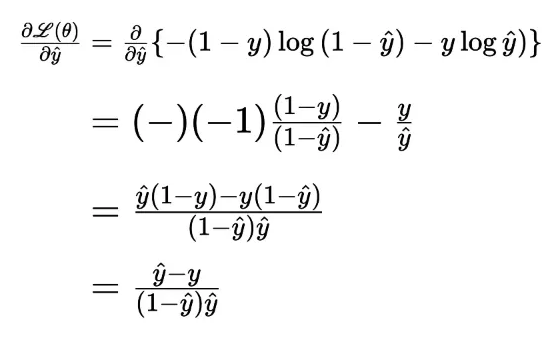 ∂ℒ(θ)/∂ŷ = ∂/∂ŷ {−(1 − y) log (1 − ŷ) − y log ŷ)}
= (−)(−1) (1−y)/(1−ŷ) − y/ŷ
= ŷ(1−y)−y(1−ŷ)/(1−ŷ)ŷ
= ŷ−y/(1−ŷ)ŷ